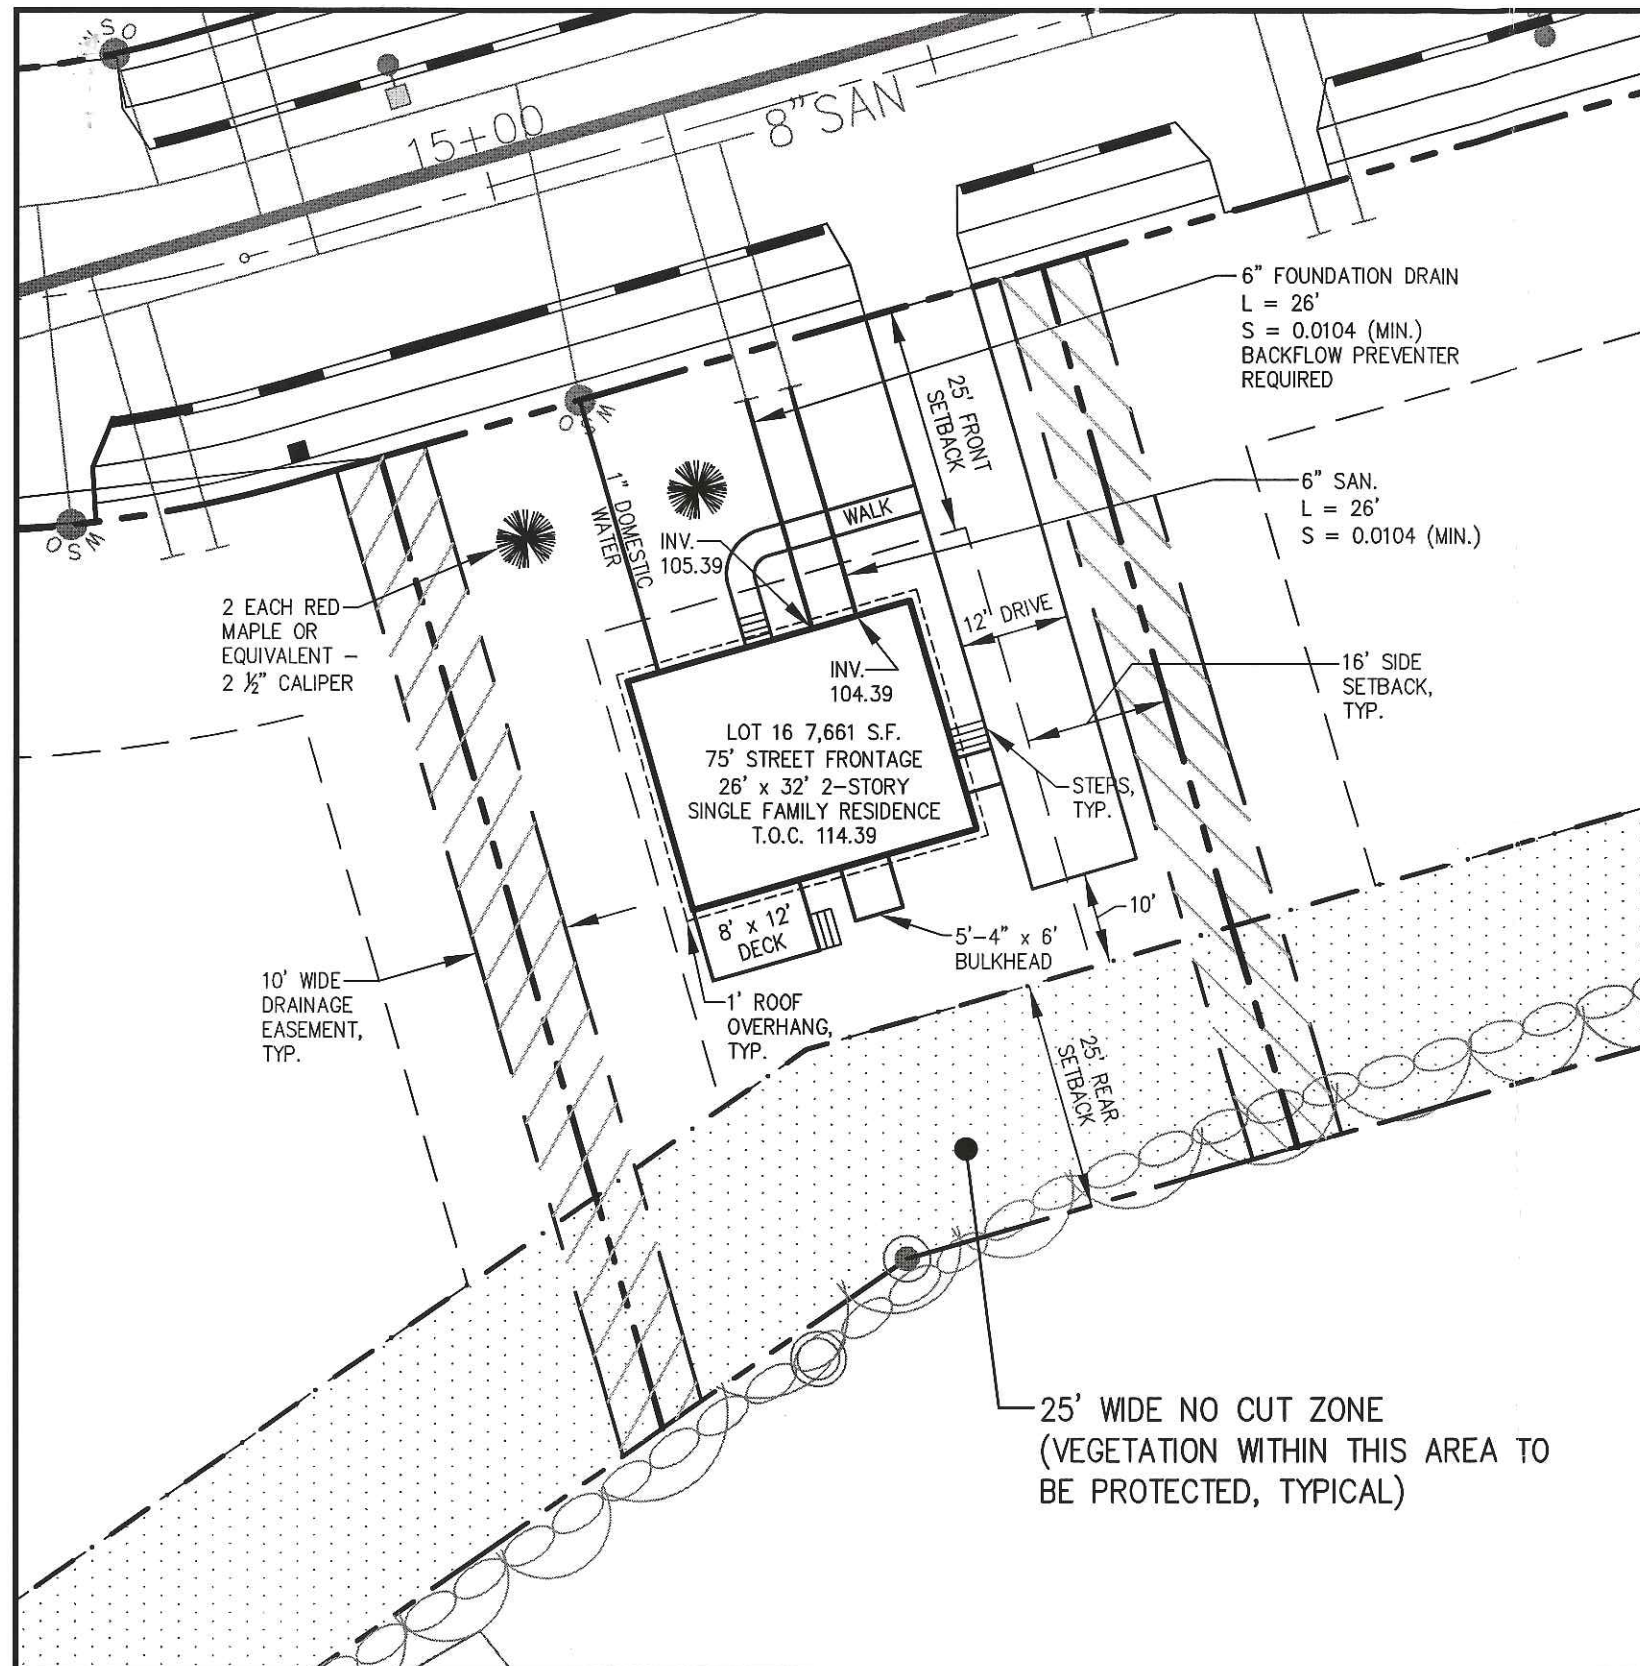 WSO
15+00
8"SAN
6" FOUNDATION DRAIN
L = 26'
S = 0.0104 (MIN.)
BACKFLOW PREVENTER
REQUIRED
25' FRONT
SETBACK
WSO
WSO
1" DOMESTIC
WATER
WALK
6" SAN.
L = 26'
S = 0.0104 (MIN.)
INV.
105.39
2 EACH RED
MAPLE OR
EQUIVALENT –
2 ½" CALIPER
12' DRIVE
INV.
104.39
16' SIDE
SETBACK,
TYP.
LOT 16 7,661 S.F.
75' STREET FRONTAGE
26' x 32' 2–STORY
SINGLE FAMILY RESIDENCE
T.O.C. 114.39
STEPS,
TYP.
8' x 12'
DECK
10'
5'–4" x 6'
BULKHEAD
10' WIDE
DRAINAGE
EASEMENT,
TYP.
1' ROOF
OVERHANG,
TYP.
25' REAR
SETBACK
25' WIDE NO CUT ZONE
(VEGETATION WITHIN THIS AREA TO
BE PROTECTED, TYPICAL)